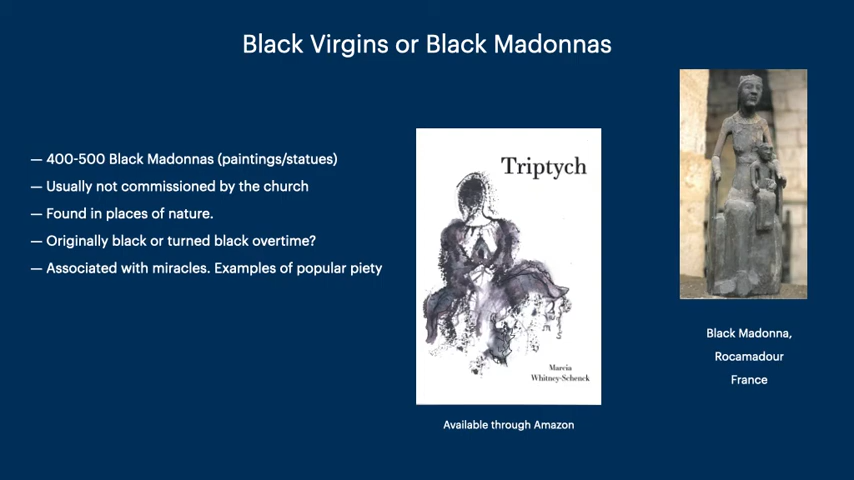 Black Virgins or Black Madonnas
— 400-500 Black Madonnas (paintings/statues)
— Usually not commissioned by the church
— Found in places of nature.
— Originally black or turned black overtime?
— Associated with miracles. Examples of popular piety
Triptych
Marcia
Whitney-Schenck
Available through Amazon
Black Madonna,
Rocamadour
France